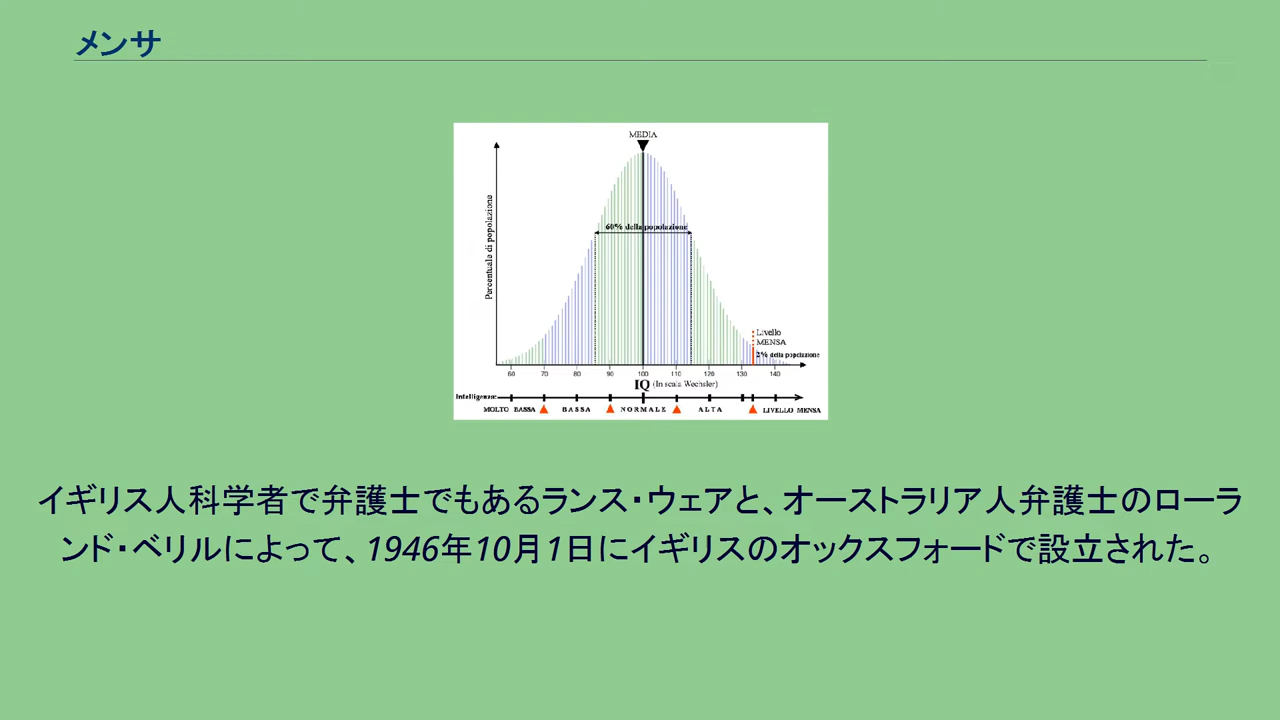 メンサ
MEDIA
Percentuale di popolazione
60% della popolazione
Livello
MENSA
2% della popolazione
60 70 80 90 100 110 120 130 140
IQ (In scala Wechsler)
Intelligenza:
MOLTO BASSA BASSA NORMALE ALTA LIVELLO MENSA
イギリス人科学者で弁護士でもあるランス・ウェアと、オーストラリア人弁護士のローラ
ンド・ベリルによって、1946年10月1日にイギリスのオックスフォードで設立された。